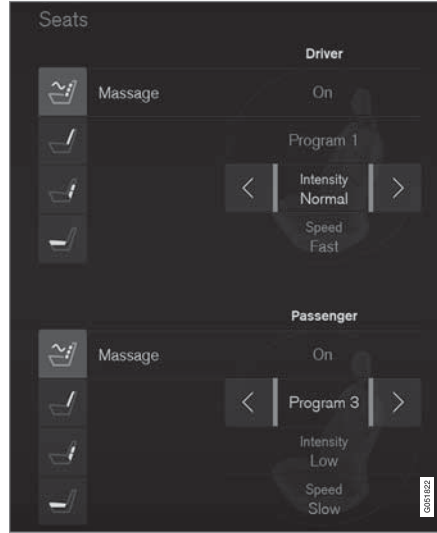 Seats
Driver
Massage On
Program 1
Intensity
Normal
Speed
Fast
Passenger
Massage On
Program 3
Intensity
Low
Speed
Slow
G051822